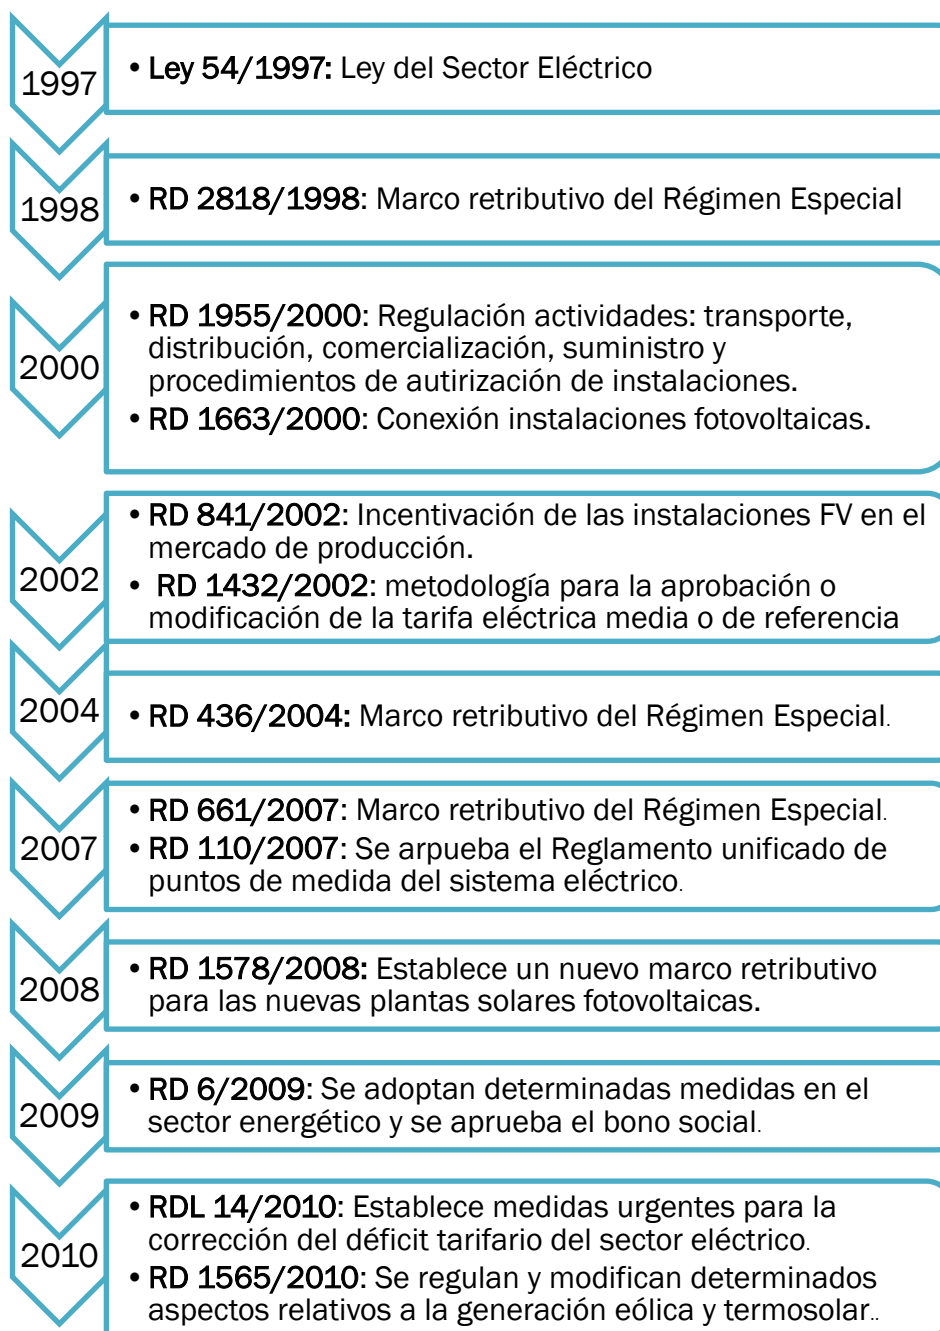 1997
• Ley 54/1997: Ley del Sector Eléctrico
1998
• RD 2818/1998: Marco retributivo del Régimen Especial
2000
• RD 1955/2000: Regulación actividades: transporte,
distribución, comercialización, suministro y
procedimientos de autirización de instalaciones.
• RD 1663/2000: Conexión instalaciones fotovoltaicas.
2002
• RD 841/2002: Incentivación de las instalaciones FV en el
mercado de producción.
• RD 1432/2002: metodología para la aprobación o
modificación de la tarifa eléctrica media o de referencia
2004
• RD 436/2004: Marco retributivo del Régimen Especial.
2007
• RD 661/2007: Marco retributivo del Régimen Especial.
• RD 110/2007: Se arpueba el Reglamento unificado de
puntos de medida del sistema eléctrico.
2008
• RD 1578/2008: Establece un nuevo marco retributivo
para las nuevas plantas solares fotovoltaicas.
2009
• RD 6/2009: Se adoptan determinadas medidas en el
sector energético y se aprueba el bono social.
2010
• RDL 14/2010: Establece medidas urgentes para la
corrección del déficit tarifario del sector eléctrico.
• RD 1565/2010: Se regulan y modifican determinados
aspectos relativos a la generación eólica y termosolar..